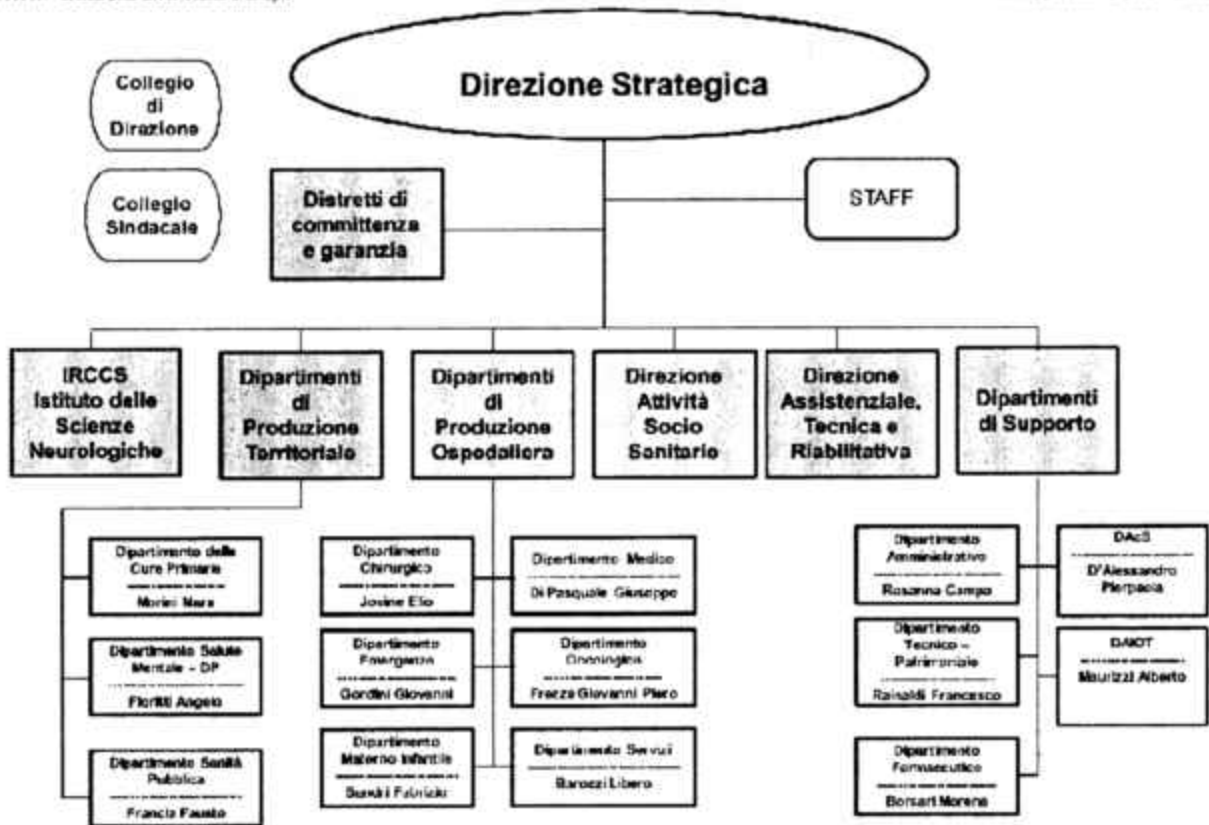 Direzione Strategica
Collegio
di
Dirazione
Collegio
Sindacale
Distretti di
committenza
e garanzia
STAFF
IRCCS
Istituto delle
Scienze
Neurologiche
Dipartimenti
di
Produzione
Territoriale
Dipartimenti
di
Produzione
Ospedaliera
Direzione
Attività
Socio
Sanitario
Direzione
Assistenziale,
Tecnica e
Riabilitativa
Dipartimenti
di Supporto
Dipartimento delle
Cure Primarie
Morini Mara
Dipartimento Salute
Mentale – DP
Fioritti Angelo
Dipartimento Sanità
Pubblica
Francia Fausto
Dipartimento
Chirurgico
Jovine Elio
Dipartimento Medico
Di Pasquale Giuseppe
Dipartimento
Emergenza
Gordini Giovanni
Dipartimento
Oncologico
Frezza Giovanni Piero
Dipartimento
Materno Infantile
Sandri Fabrizio
Dipartimento Servizi
Barozzi Libero
Dipartimento
Amministrativo
Rosanna Campa
DAcS
D'Alessandro
Pierpaola
Dipartimento
Tecnico –
Patrimoniale
Rainaldi Francesco
DAIOT
Maurizzi Alberto
Dipartimento
Farmaceutico
Borsari Morena